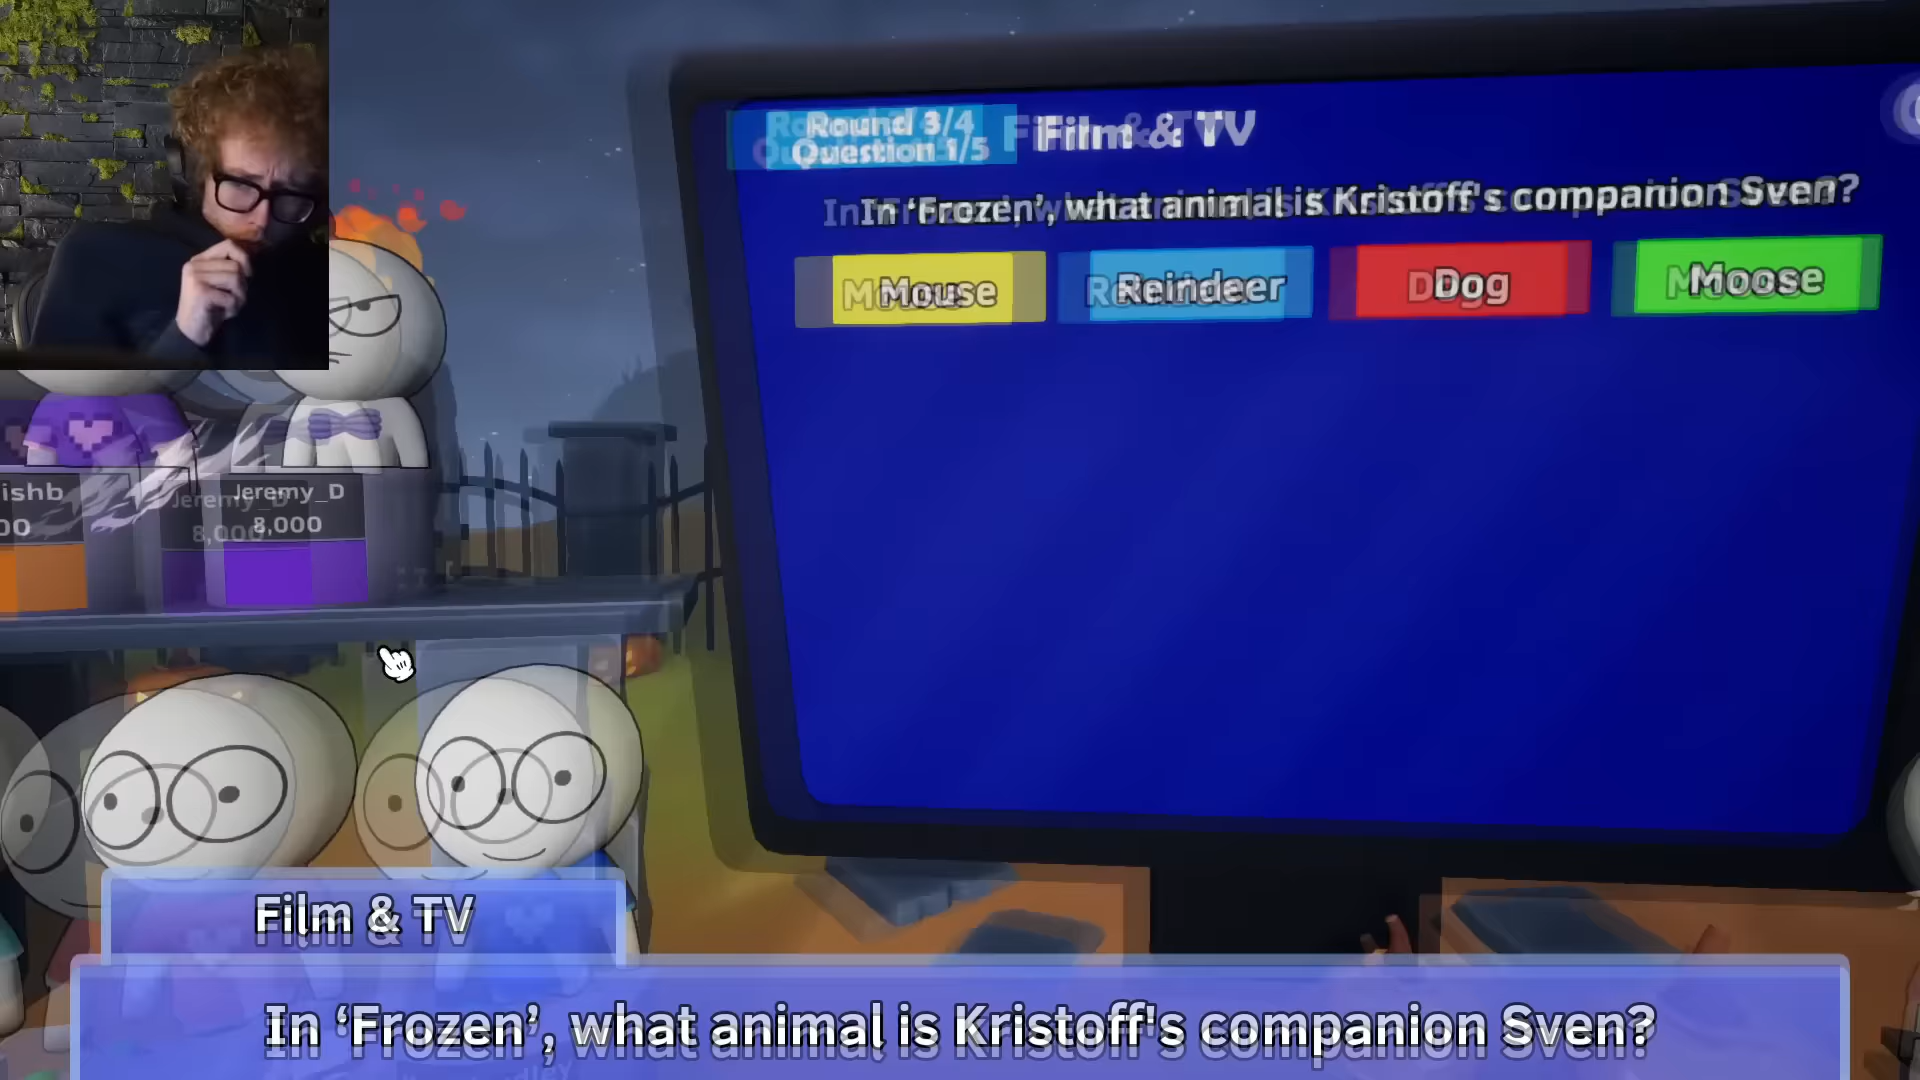 Round 3/4
Question 1/5
Film & TV
In ‘Frozen’, what animal is Kristoff's companion Sven?
Mouse
Reindeer
Dog
Moose
ishb
Jeremy_D
8,000
Film & TV
In ‘Frozen’, what animal is Kristoff's companion Sven?